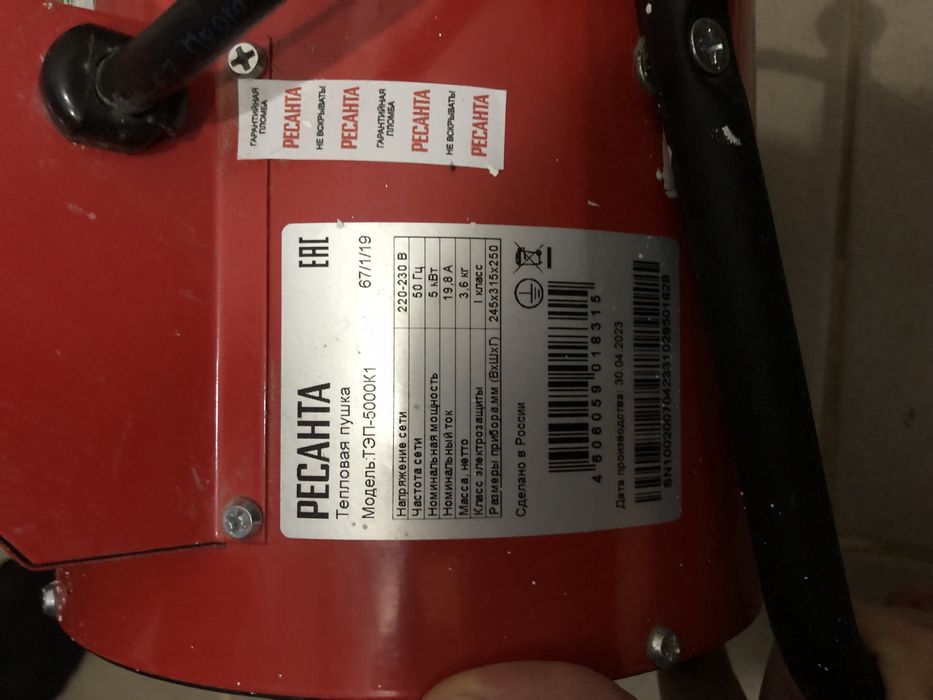 ГАРАНТИЙНАЯ
ПЛОМБА
РЕСАНТА
НЕ ВСКРЫВАТЬ!
РЕСАНТА
ГАРАНТИЙНАЯ
ПЛОМБА
РЕСАНТА
НЕ ВСКРЫВАТЬ!
РЕСАНТА
РЕСАНТА EAC
Тепловая пушка
Модель:ТЭП-5000К1 67/1/19
Напряжение сети 220-230 В
Частота сети 50 Гц
Номинальная мощность 5 кВт
Номинальный ток 19,8 А
Масса, нетто 3,6 кг
Класс электрозащиты I класс
Размеры прибора,мм (ВхШхГ) 245х315х250
Сделано в России
4 606059 018315
Дата производства: 30.04.2023